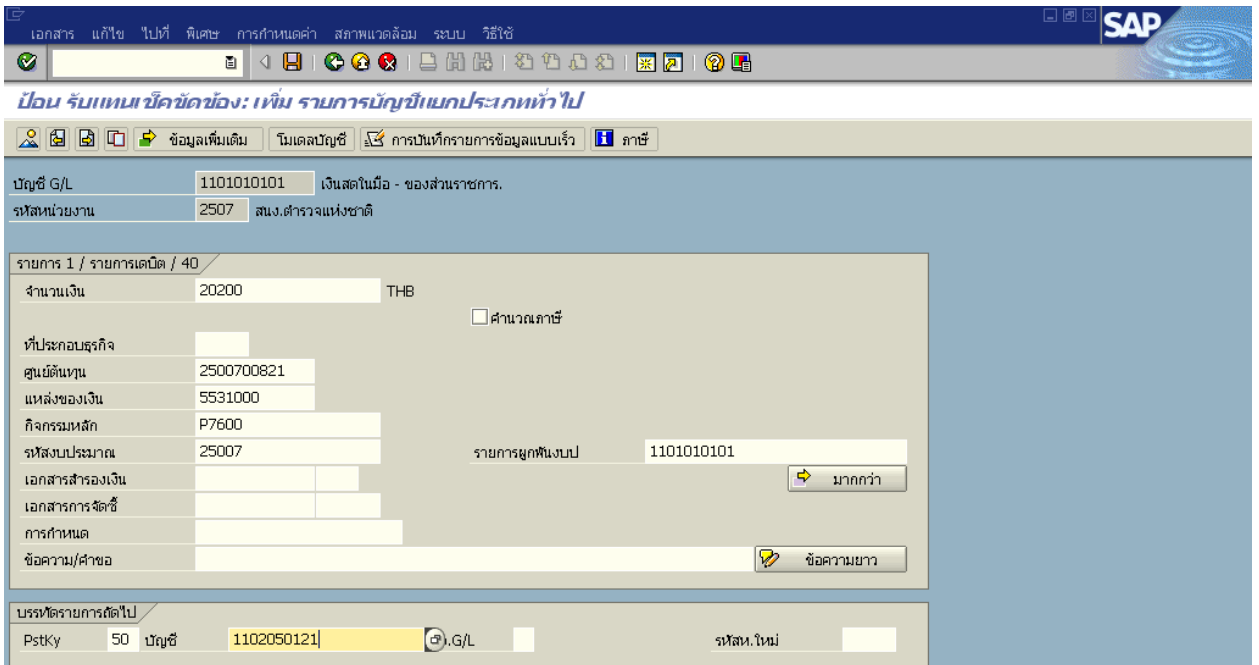 เอกสาร แก้ไข ไปที่ พิเศษ การกำหนดค่า สภาพแวดล้อม ระบบ วิธีใช้
SAP
ป้อน รับแทนเช็คขัดข้อง: เพิ่ม รายการบัญชีแยกประเภททั่วไป
ข้อมูลเพิ่มเติม โมเดลบัญชี การบันทึกรายการข้อมูลแบบเร็ว ภาษี
บัญชี G/L 1101010101 เงินสดในมือ - ของส่วนราชการ.
รหัสหน่วยงาน 2507 สนง.ตำรวจแห่งชาติ
รายการ 1 / รายการเดบิต / 40
จำนวนเงิน 20200 THB
คำนวณภาษี
ที่ประกอบธุรกิจ
ศูนย์ต้นทุน 2500700821
แหล่งของเงิน 5531000
กิจกรรมหลัก P7600
รหัสงบประมาณ 25007 รายการผูกพันงบป 1101010101
เอกสารสำรองเงิน มากกว่า
เอกสารการจัดซื้
การกำหนด
ข้อความ/คำขอ ข้อความยาว
บรรทัดรายการถัดไป
PstKy 50 บัญชี 1102050121 .G/L รหัสห.ใหม่